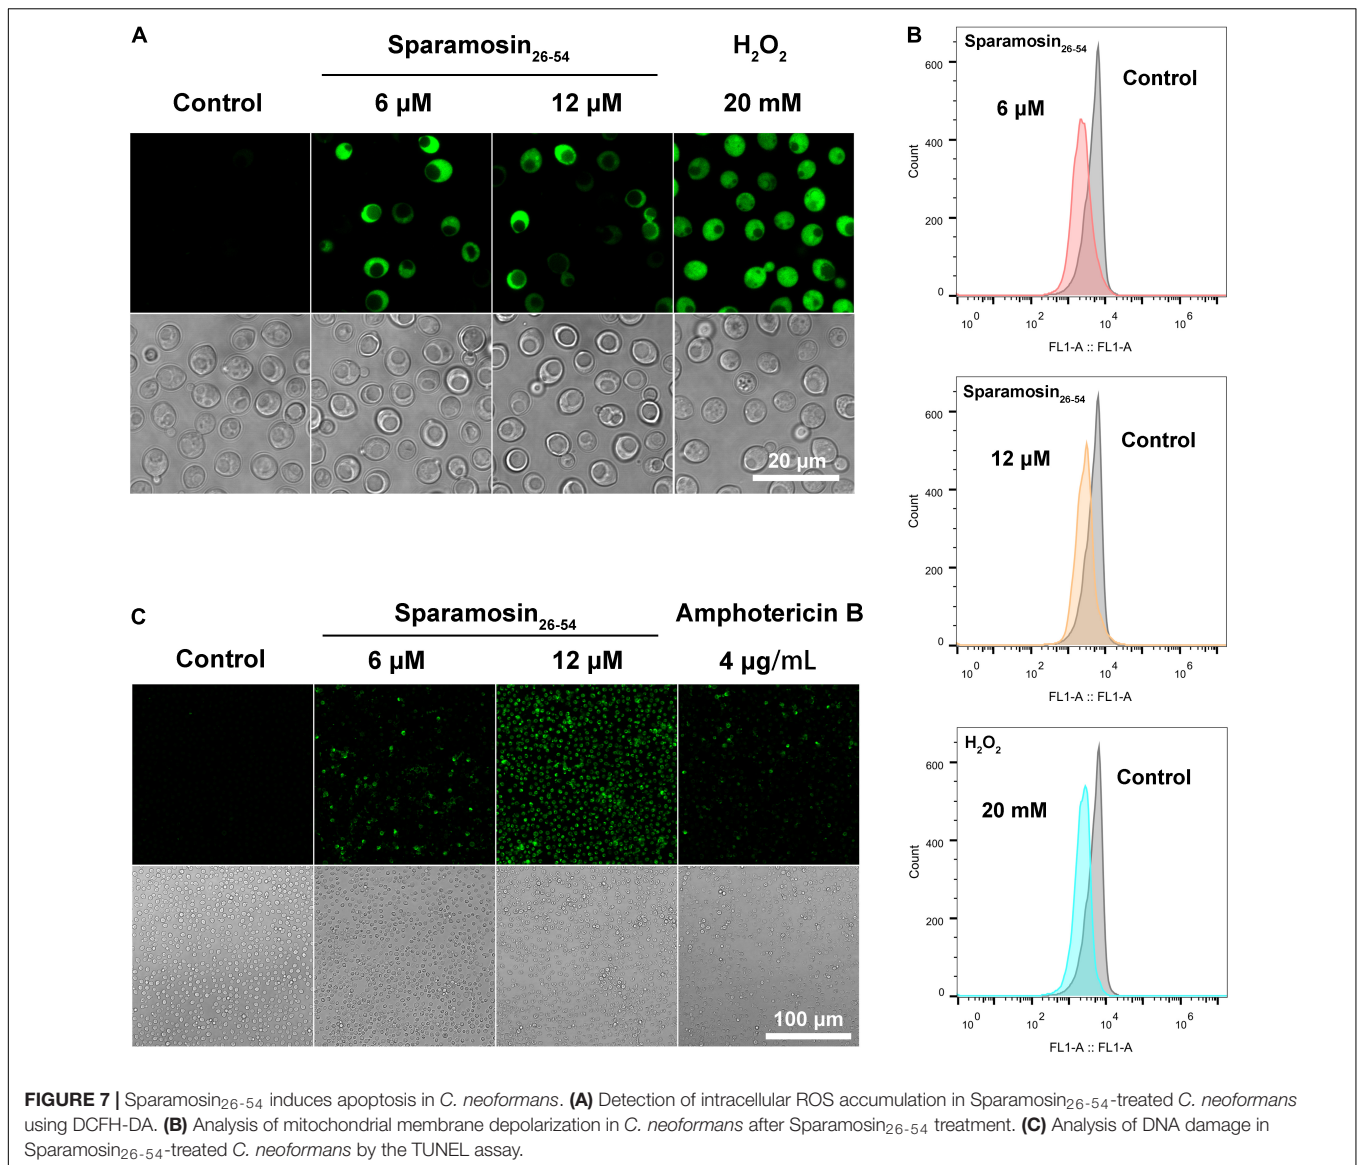 A
Sparamosin26-54
H2O2
Control
6 µM
12 µM
20 mM
20 µm
B
Sparamosin26-54
Control
6 µM
600
400
200
0
Count
10^0 10^2 10^4 10^6
FL1-A :: FL1-A
Sparamosin26-54
Control
12 µM
600
400
200
0
Count
10^0 10^2 10^4 10^6
FL1-A :: FL1-A
H2O2
Control
20 mM
600
400
200
0
Count
10^0 10^2 10^4 10^6
FL1-A :: FL1-A
C
Sparamosin26-54
Amphotericin B
Control
6 µM
12 µM
4 µg/mL
100 µm
FIGURE 7 | Sparamosin26-54 induces apoptosis in C. neoformans. (A) Detection of intracellular ROS accumulation in Sparamosin26-54-treated C. neoformans
using DCFH-DA. (B) Analysis of mitochondrial membrane depolarization in C. neoformans after Sparamosin26-54 treatment. (C) Analysis of DNA damage in
Sparamosin26-54-treated C. neoformans by the TUNEL assay.